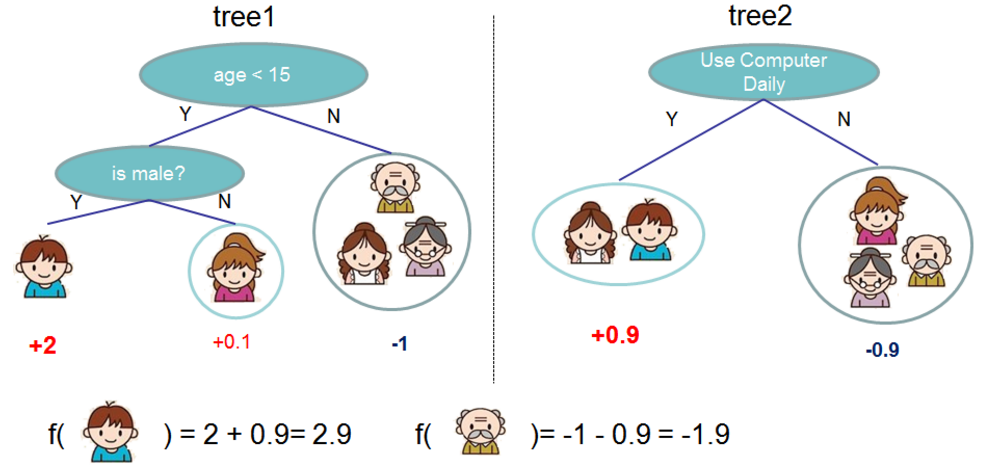 tree1
age < 15
Y
N
is male?
Y
N
+2
+0.1
-1
tree2
Use Computer
Daily
Y
N
+0.9
-0.9
f( ) = 2 + 0.9= 2.9
f( )= -1 - 0.9 = -1.9